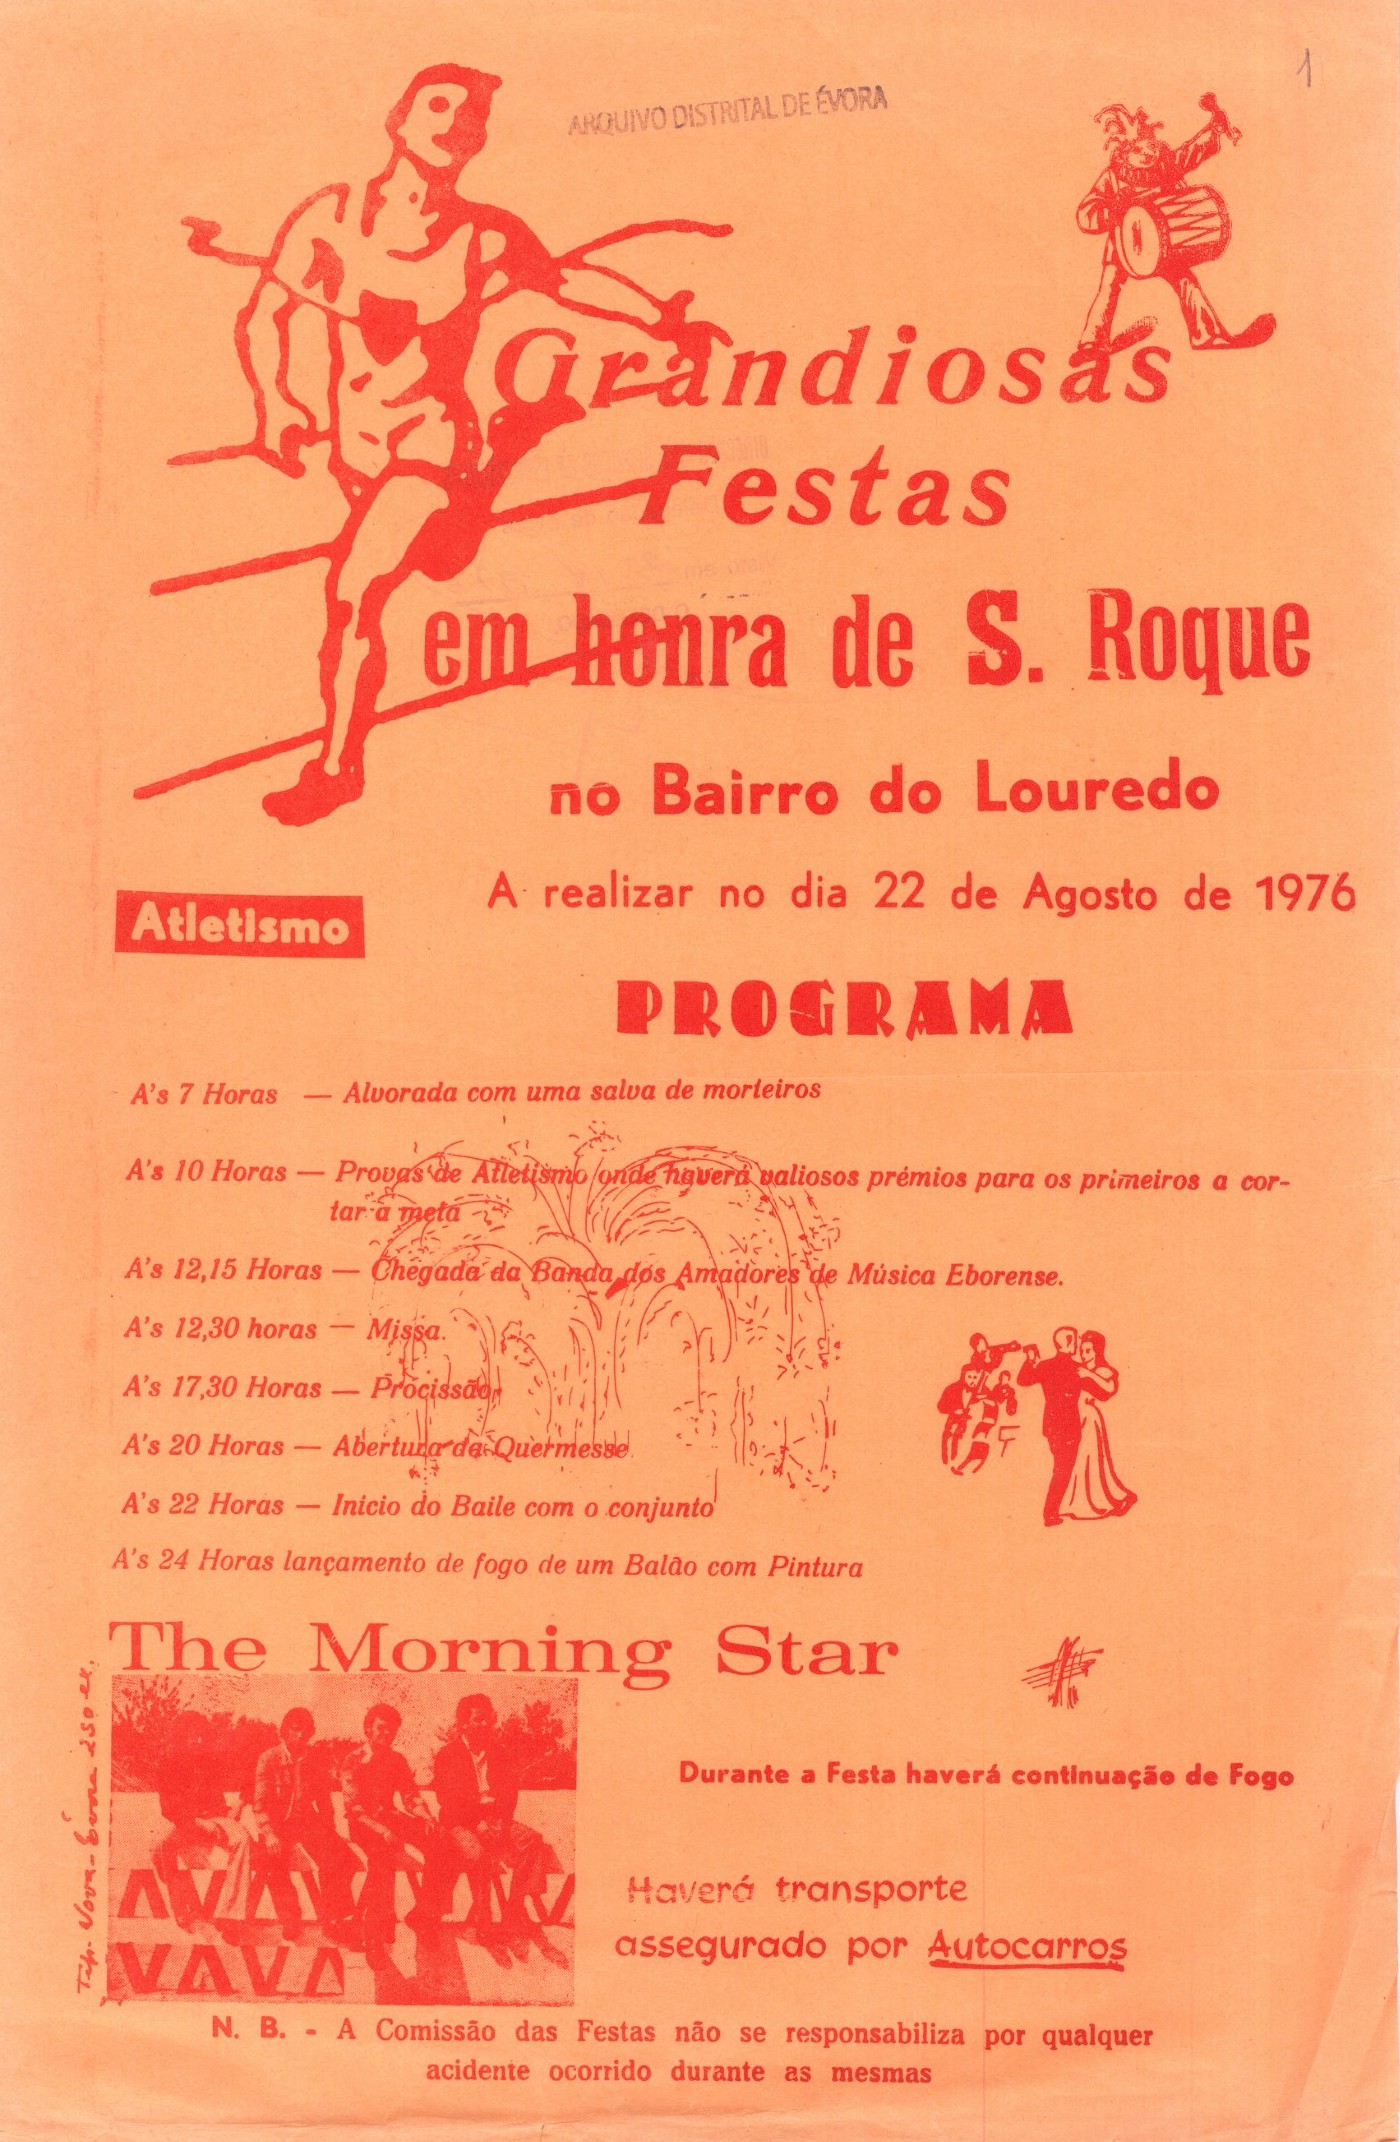 1
ARQUIVO DISTRITAL DE ÉVORA
Grandiosas
Festas
em honra de S. Roque
no Bairro do Louredo
A realizar no dia 22 de Agosto de 1976
Atletismo
PROGRAMA
A's 7 Horas — Alvorada com uma salva de morteiros
A's 10 Horas — Provas de Atletismo onde haverá valiosos prémios para os primeiros a cor-
tar a meta
A's 12,15 Horas — Chegada da Banda dos Amadores de Música Eborense.
A's 12,30 horas — Missa.
A's 17,30 Horas — Procissão
A's 20 Horas — Abertura da Quermesse
A's 22 Horas — Inicio do Baile com o conjunto
A's 24 Horas lançamento de fogo de um Balão com Pintura
The Morning Star
Tip. Nova - Évora 250 ex.
Durante a Festa haverá continuação de Fogo
Haverá transporte
assegurado por Autocarros
N. B. - A Comissão das Festas não se responsabiliza por qualquer
acidente ocorrido durante as mesmas